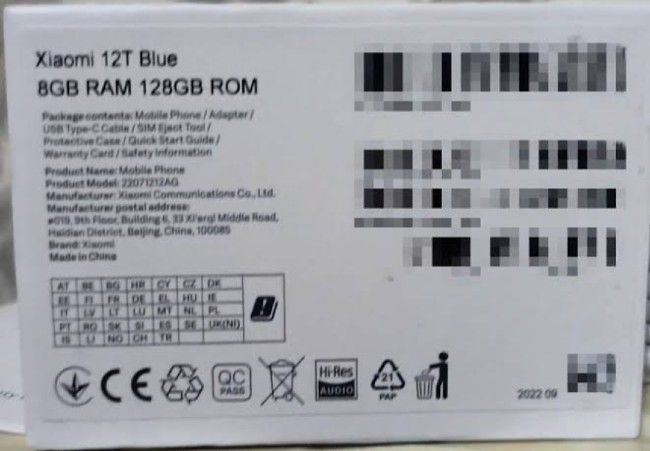 Xiaomi 12T Blue
8GB RAM 128GB ROM
Package contents: Mobile Phone / Adapter /
USB Type-C Cable / SIM Eject Tool /
Protective Case / Quick Start Guide /
Warranty Card / Safety Information
Product Name: Mobile Phone
Product Model: 22071212AG
Manufacturer: Xiaomi Communications Co., Ltd.
Manufacturer postal address:
#019, 9th Floor, Building 6, 33 Xi'erqi Middle Road,
Haidian District, Beijing, China, 100085
Brand: Xiaomi
Made in China
AT BE BG HR CY CZ DK
EE FI FR DE EL HU IE
IT LV LT LU MT NL PL
PT RO SK SI ES SE UK(NI)
IS LI NO CH TR
CE
QC
PASS
Hi-Res
AUDIO
21
PAP
2022.09